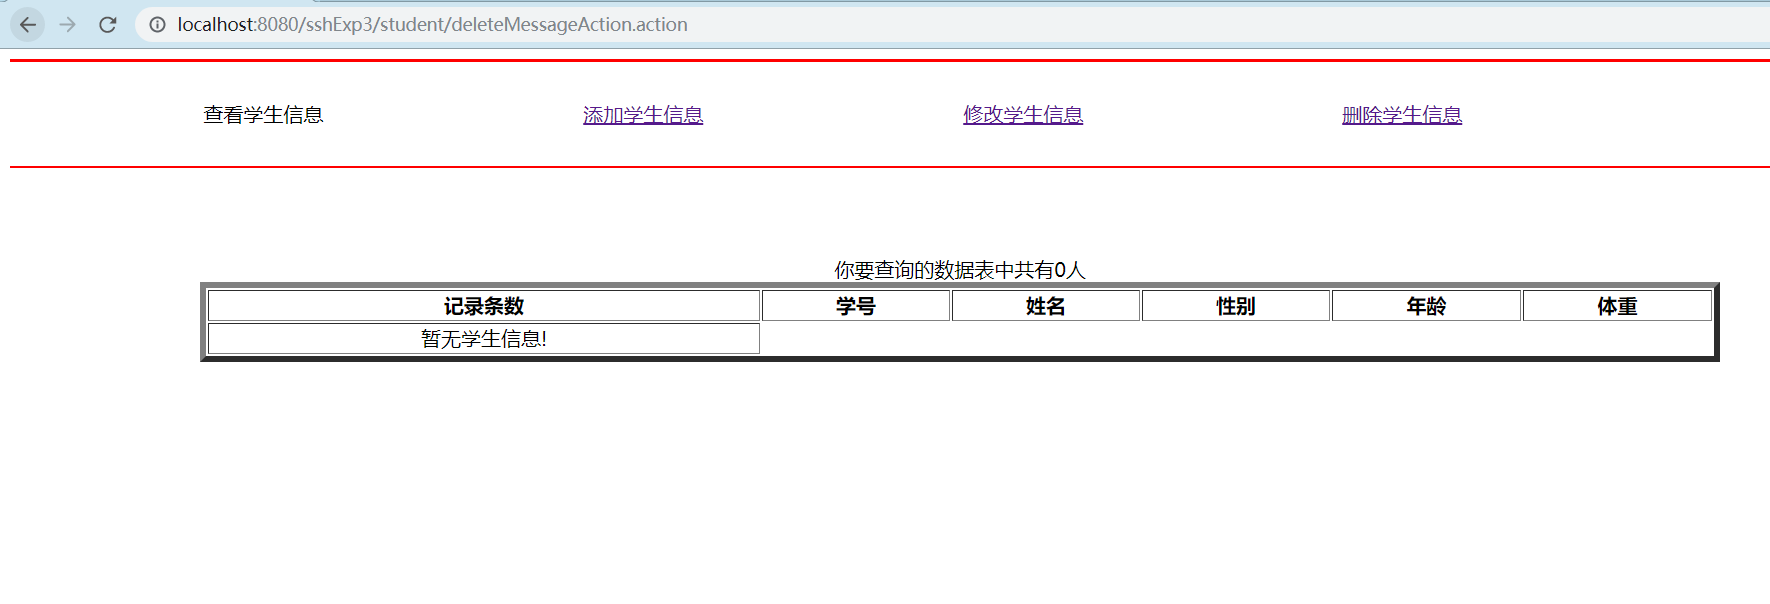 localhost:8080/sshExp3/student/deleteMessageAction.action
查看学生信息 添加学生信息 修改学生信息 删除学生信息
你要查询的数据表中共有0人
记录条数 学号 姓名 性别 年龄 体重
暂无学生信息!